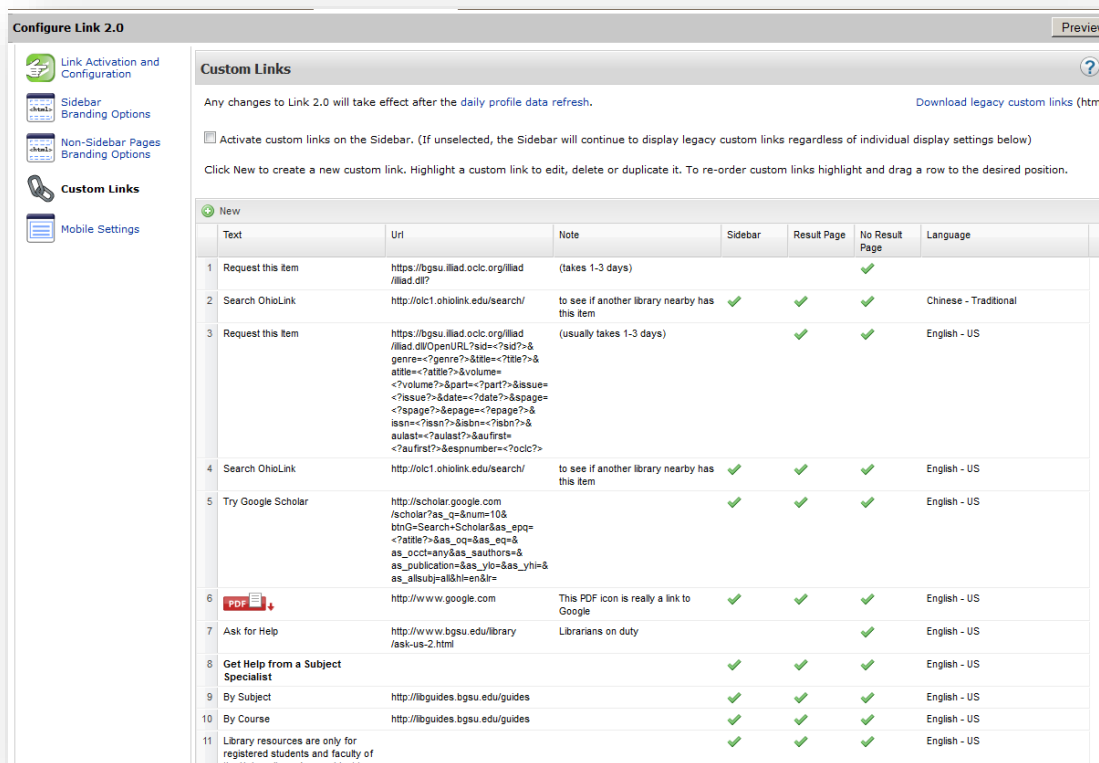 Configure Link 2.0
Preview
Link Activation and
Configuration
Sidebar
Branding Options
Non-Sidebar Pages
Branding Options
Custom Links
Mobile Settings
Custom Links
?
Any changes to Link 2.0 will take effect after the daily profile data refresh.
Download legacy custom links (htm
Activate custom links on the Sidebar. (If unselected, the Sidebar will continue to display legacy custom links regardless of individual display settings below)
Click New to create a new custom link. Highlight a custom link to edit, delete or duplicate it. To re-order custom links highlight and drag a row to the desired position.
New
Text
Url
Note
Sidebar
Result Page
No Result
Page
Language
1
Request this item
https://bgsu.illiad.oclc.org/illiad
/illiad.dll?
(takes 1-3 days)
2
Search OhioLink
http://olc1.ohiolink.edu/search/
to see if another library nearby has
this item
Chinese - Traditional
3
Request this Item
https://bgsu.illiad.oclc.org/illiad
/illiad.dll/OpenURL?sid=<?sid?>&
genre=<?genre?>&title=<?title?>&
atitle=<?atitle?>&volume=
<?volume?>&part=<?part?>&issue=
<?issue?>&date=<?date?>&spage=
<?spage?>&epage=<?epage?>&
issn=<?issn?>&isbn=<?isbn?>&
aulast=<?aulast?>&aufirst=
<?aufirst?>&espnumber=<?oclc?>
(usually takes 1-3 days)
English - US
4
Search OhioLink
http://olc1.ohiolink.edu/search/
to see if another library nearby has
this item
English - US
5
Try Google Scholar
http://scholar.google.com
/scholar?as_q=&num=10&
btnG=Search+Scholar&as_epq=
<?atitle?>&as_oq=&as_eq=&
as_occt=any&as_sauthors=&
as_publication=&as_ylo=&as_yhi=&
as_allsubj=all&hl=en&lr=
English - US
6
PDF
http://www.google.com
This PDF icon is really a link to
Google
English - US
7
Ask for Help
http://www.bgsu.edu/library
/ask-us-2.html
Librarians on duty
English - US
8
Get Help from a Subject
Specialist
English - US
9
By Subject
http://libguides.bgsu.edu/guides
English - US
10
By Course
http://libguides.bgsu.edu/guides
English - US
11
Library resources are only for
registered students and faculty of
English - US